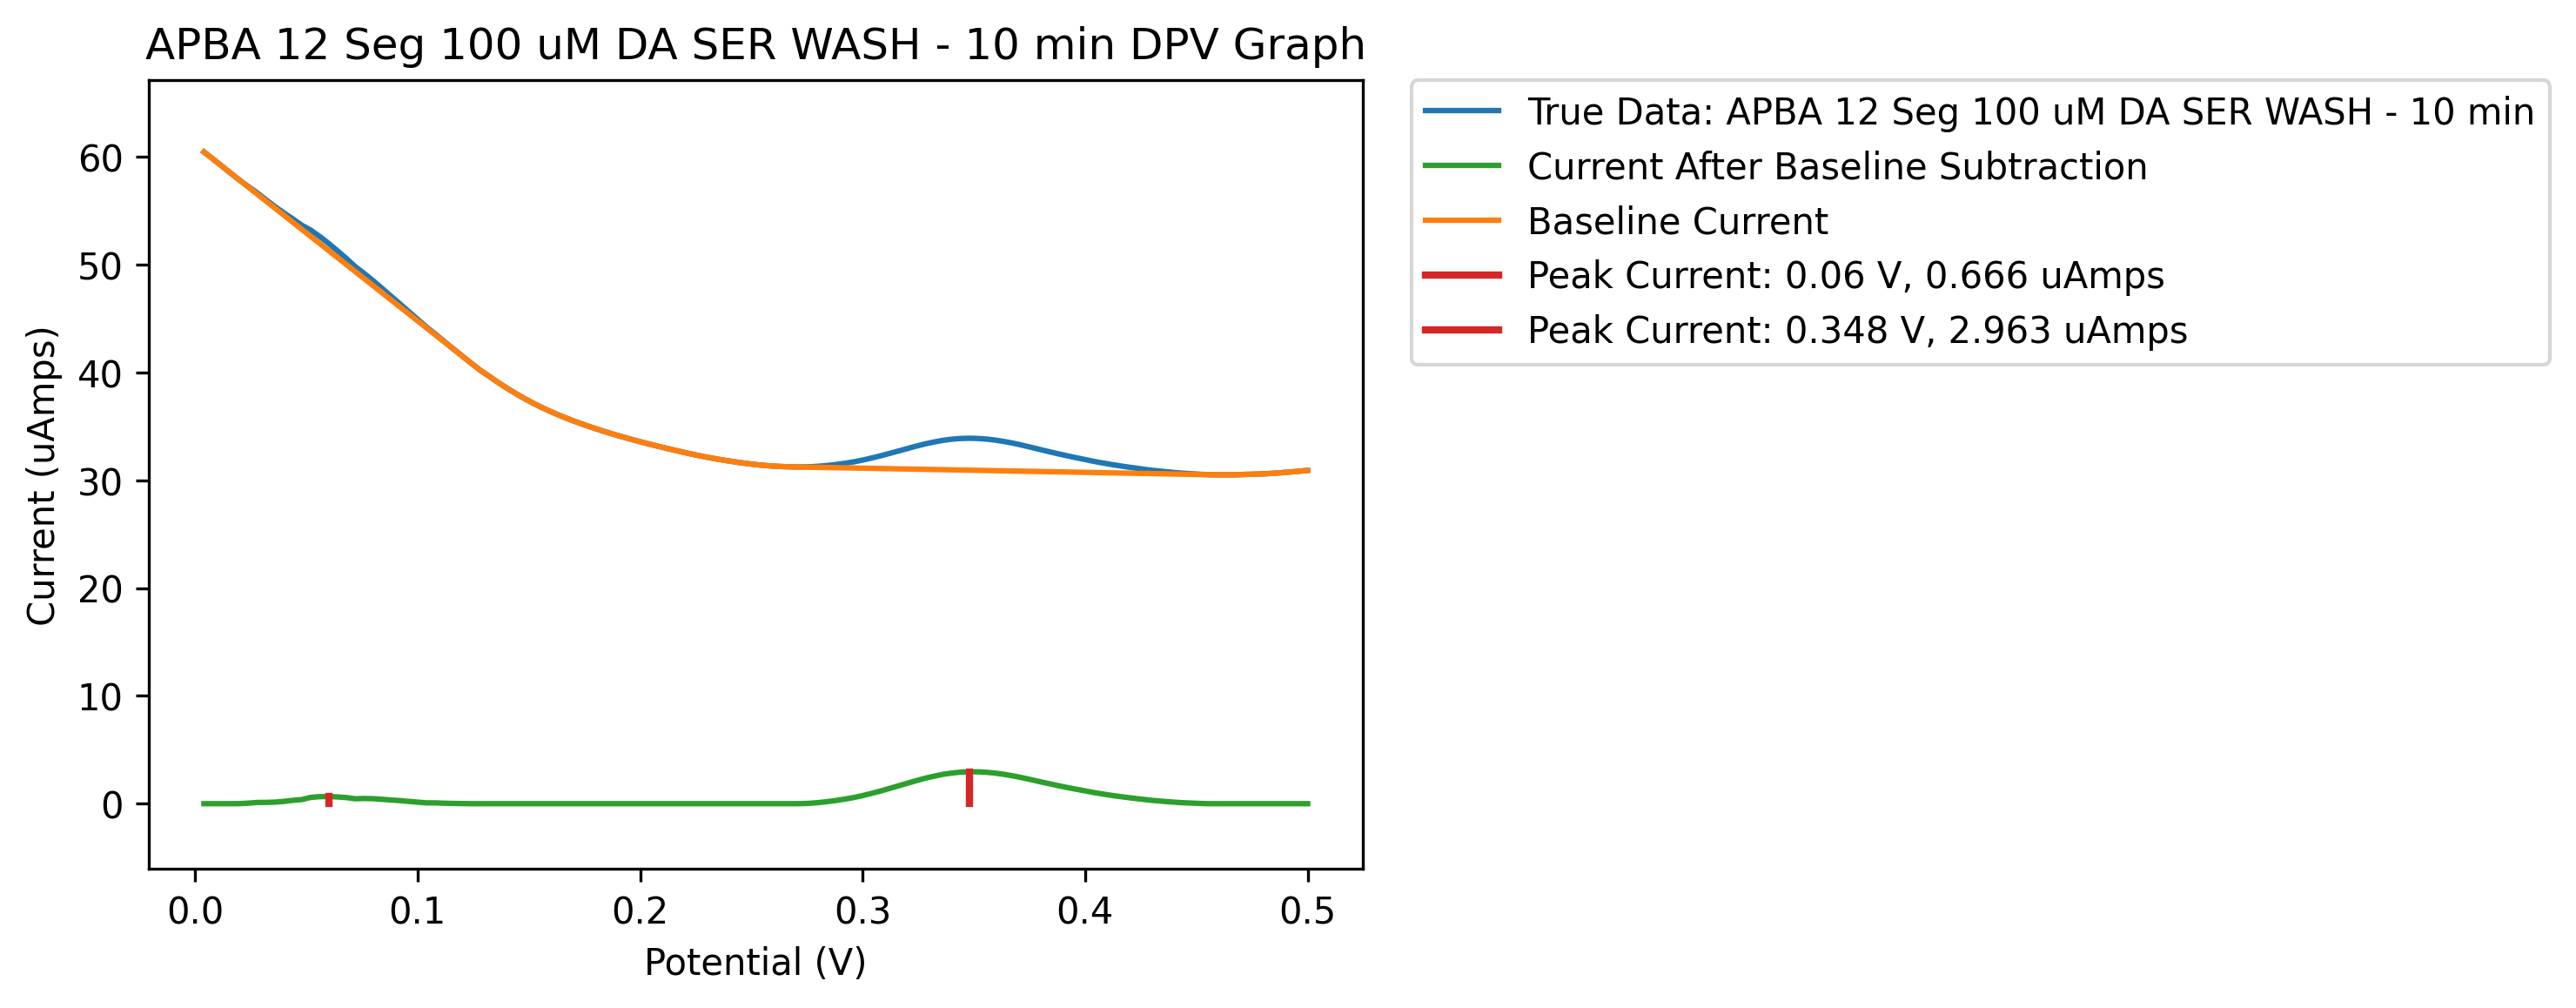 APBA 12 Seg 100 uM DA SER WASH - 10 min DPV Graph
True Data: APBA 12 Seg 100 uM DA SER WASH - 10 min
Current After Baseline Subtraction
Baseline Current
Peak Current: 0.06 V, 0.666 uAmps
Peak Current: 0.348 V, 2.963 uAmps
Current (uAmps)
60
50
40
30
20
10
0
0.0 0.1 0.2 0.3 0.4 0.5
Potential (V)